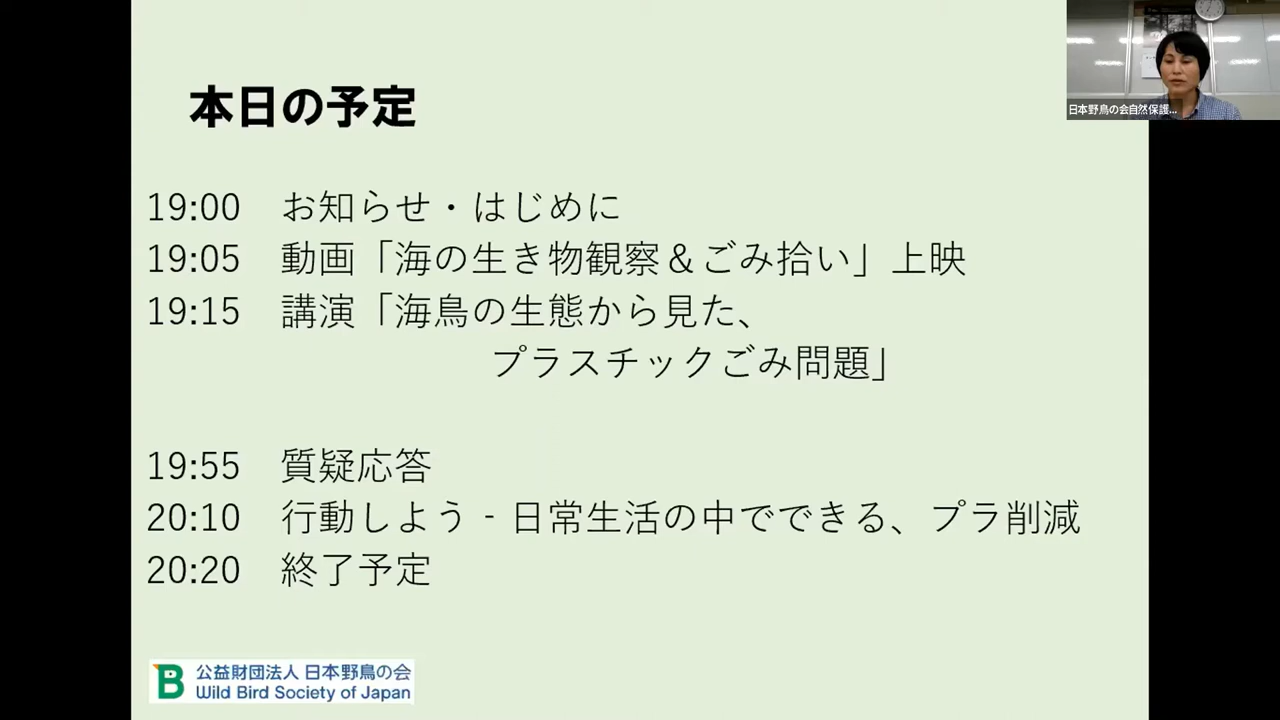 本日の予定
日本野鳥の会自然保護...
19:00 お知らせ・はじめに
19:05 動画「海の生き物観察＆ごみ拾い」上映
19:15 講演「海鳥の生態から見た、
プラスチックごみ問題」
19:55 質疑応答
20:10 行動しよう - 日常生活の中でできる、プラ削減
20:20 終了予定
公益財団法人 日本野鳥の会
Wild Bird Society of Japan